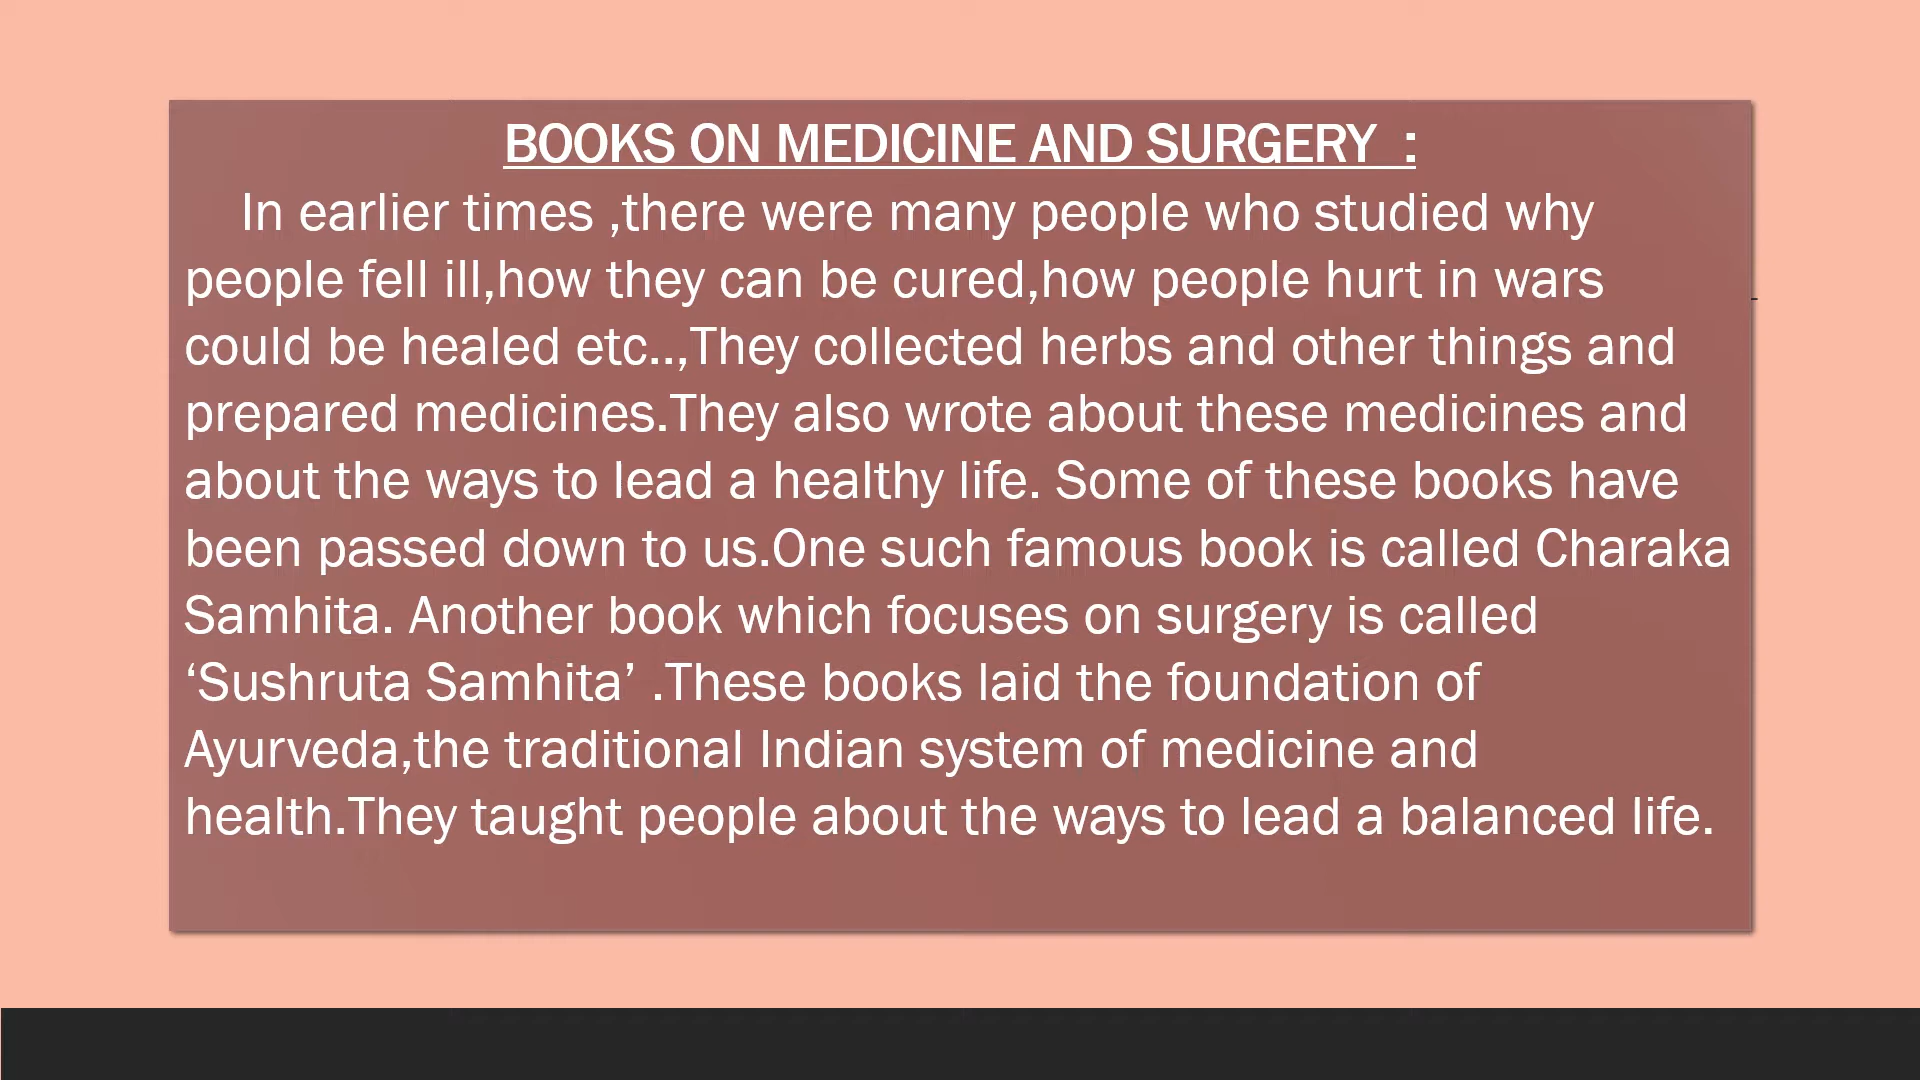 BOOKS ON MEDICINE AND SURGERY  :
In earlier times ,there were many people who studied why
people fell ill,how they can be cured,how people hurt in wars
could be healed etc..,They collected herbs and other things and
prepared medicines.They also wrote about these medicines and
about the ways to lead a healthy life. Some of these books have
been passed down to us.One such famous book is called Charaka
Samhita. Another book which focuses on surgery is called
‘Sushruta Samhita’ .These books laid the foundation of
Ayurveda,the traditional Indian system of medicine and
health.They taught people about the ways to lead a balanced life.